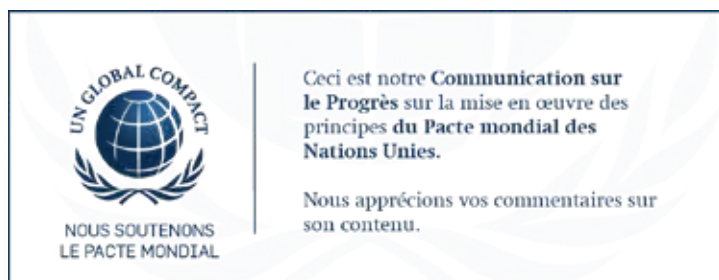 UN GLOBAL COMPACT
NOUS SOUTENONS
LE PACTE MONDIAL
Ceci est notre Communication sur
le Progrès sur la mise en œuvre des
principes du Pacte mondial des
Nations Unies.
Nous apprécions vos commentaires sur
son contenu.